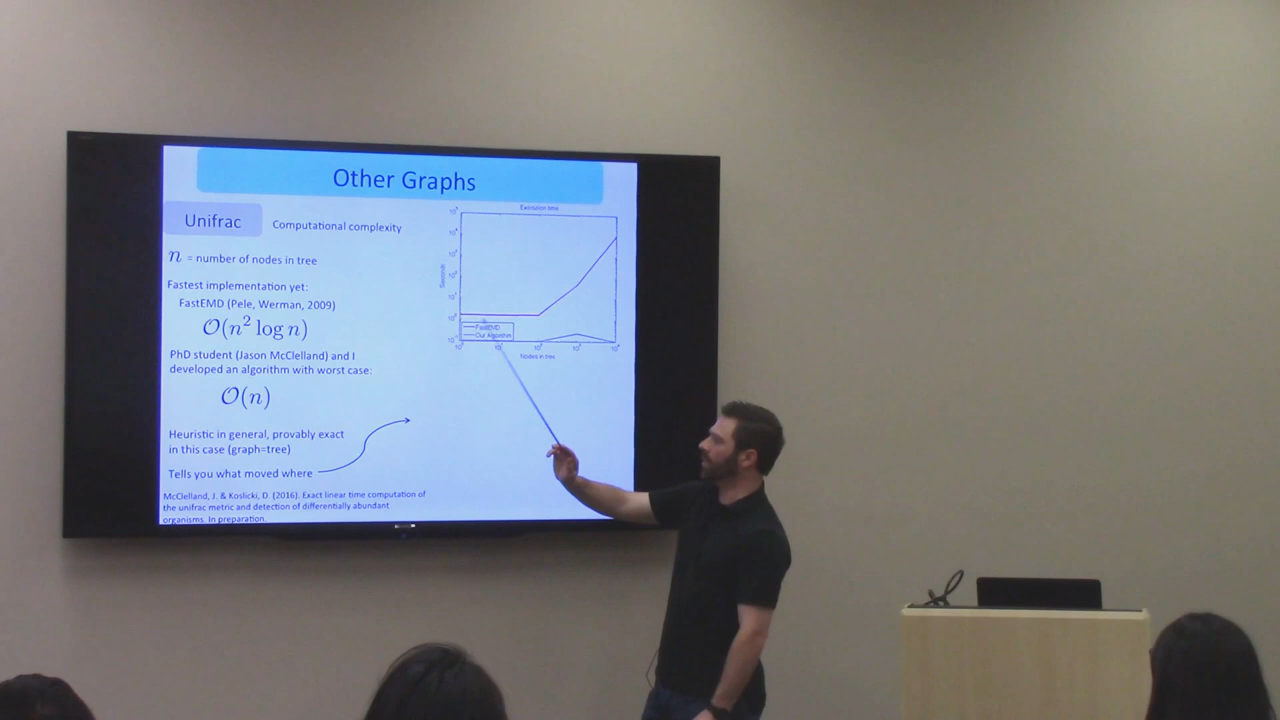 Other Graphs
Unifrac
Computational complexity
n = number of nodes in tree
Fastest implementation yet:
FastEMD (Pele, Werman, 2009)
O(n² log n)
PhD student (Jason McClelland) and I
developed an algorithm with worst case:
O(n)
Heuristic in general, provably exact
in this case (graph=tree)
Tells you what moved where
McClelland, J. & Koslicki, D. (2016). Exact linear time computation of
the unifrac metric and detection of differentially abundant
organisms. In preparation.
Execution time
Seconds
FastEMD
Our Algorithm
Nodes in tree